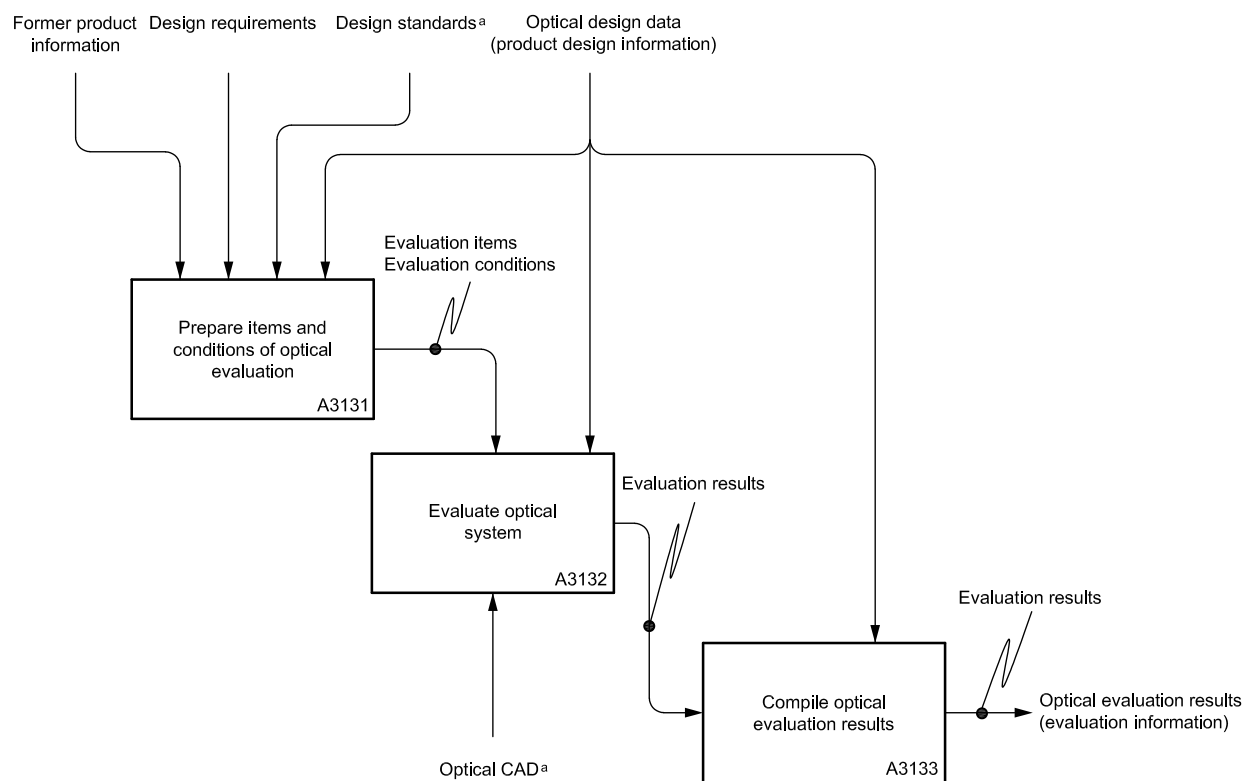 Former product
information
Design requirements
Design standards a
Optical design data
(product design information)
Evaluation items
Evaluation conditions
Prepare items and
conditions of optical
evaluation
A3131
Evaluation results
Evaluate optical
system
A3132
Evaluation results
Compile optical
evaluation results
A3133
Optical evaluation results
(evaluation information)
Optical CAD a